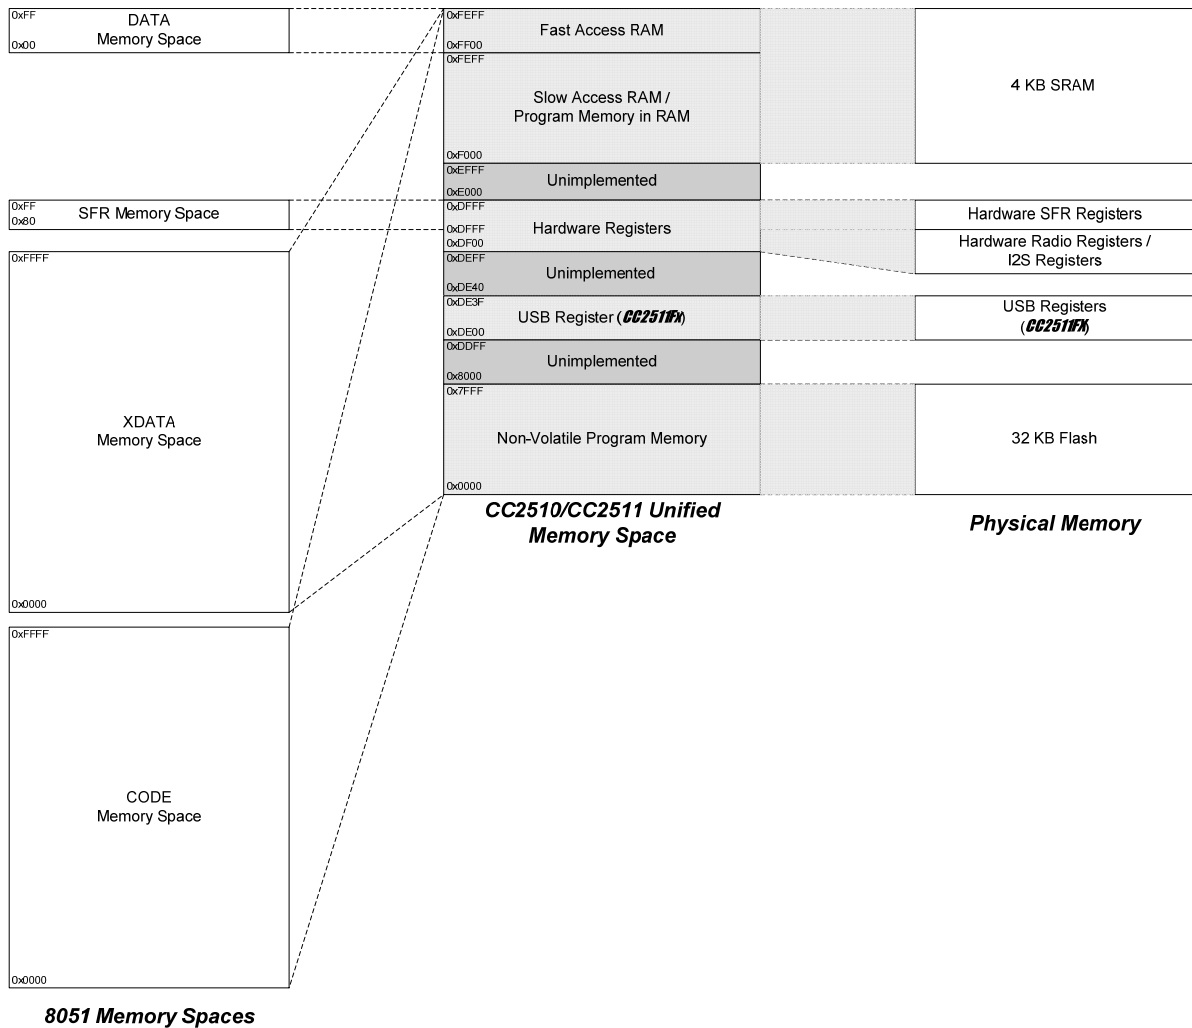 0xFF
DATA
Memory Space
0x00
0xFF
SFR Memory Space
0x80
0xFFFF
XDATA
Memory Space
0x0000
0xFFFF
CODE
Memory Space
0x0000
8051 Memory Spaces
0xFEFF
Fast Access RAM
0xFF00
0xFEFF
Slow Access RAM /
Program Memory in RAM
0xF000
0xEFFF
Unimplemented
0xE000
0xDFFF
Hardware Registers
0xDFFF
0xDF00
0xDEFF
Unimplemented
0xDE40
0xDE3F
USB Register (CC2511Fx)
0xDE00
0xDDFF
Unimplemented
0x8000
0x7FFF
Non-Volatile Program Memory
0x0000
CC2510/CC2511 Unified
Memory Space
4 KB SRAM
Hardware SFR Registers
Hardware Radio Registers /
I2S Registers
USB Registers
(CC2511FX)
32 KB Flash
Physical Memory